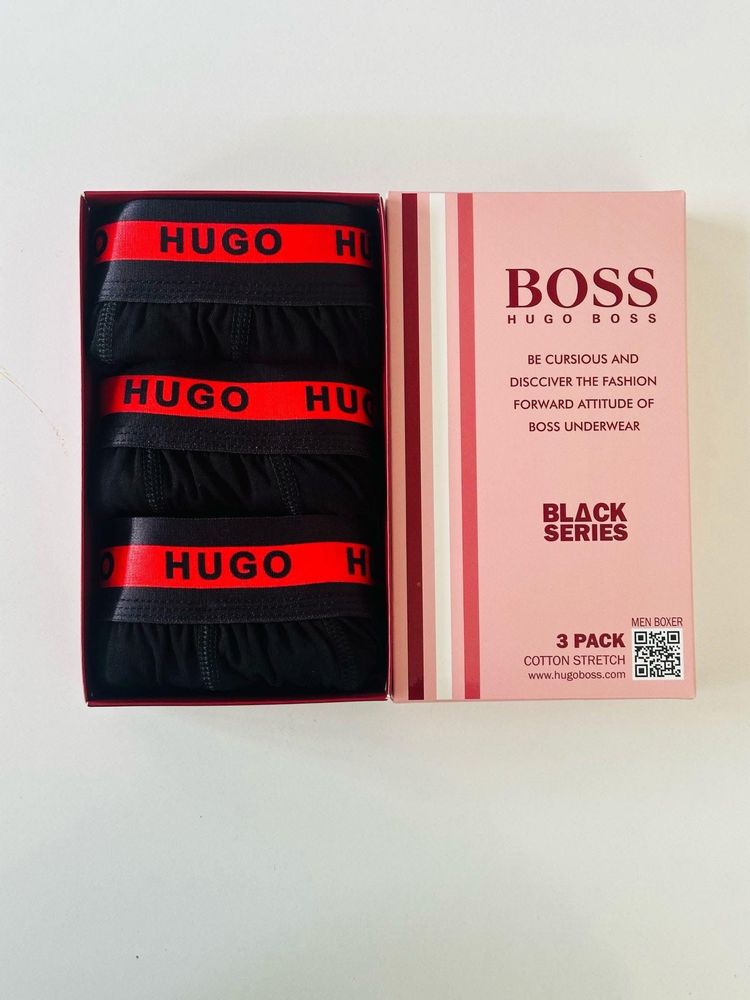 O HUGO HU
HUGO HUG
O HUGO H
BOSS
HUGO BOSS
BE CURSIOUS AND
DISCCIVER THE FASHION
FORWARD ATTITUDE OF
BOSS UNDERWEAR
BLACK
SERIES
MEN BOXER
3 PACK
COTTON STRETCH
www.hugoboss.com